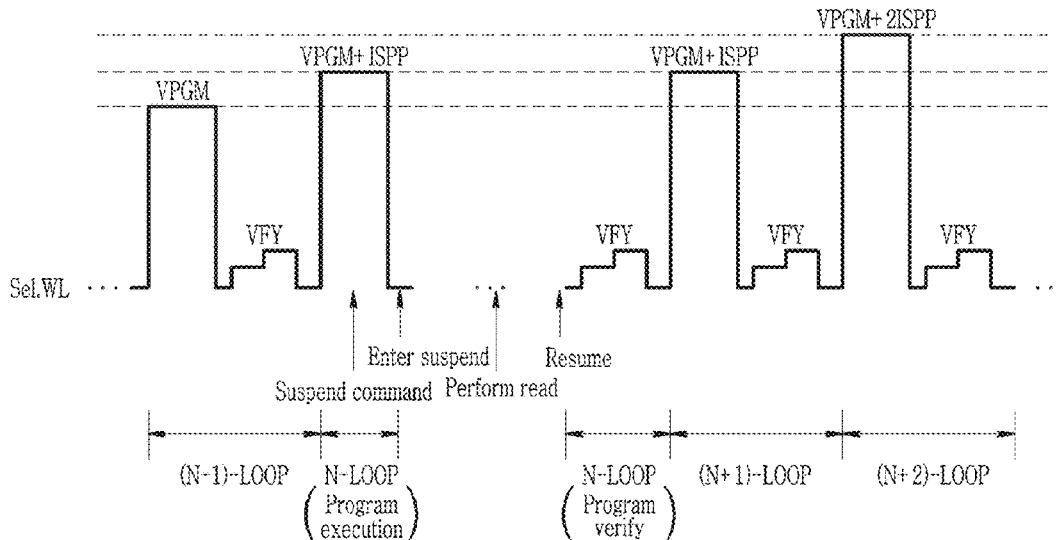 VPGM+ 2ISPP
VPGM+ ISPP
VPGM+ ISPP
VPGM
VFY
VFY
VFY
VFY
Sel.WL
Enter suspend
Resume
Suspend command
Perform read
(N-1)-LOOP
N-LOOP
(Program
execution)
N-LOOP
(Program
verify)
(N+1)-LOOP
(N+2)-LOOP